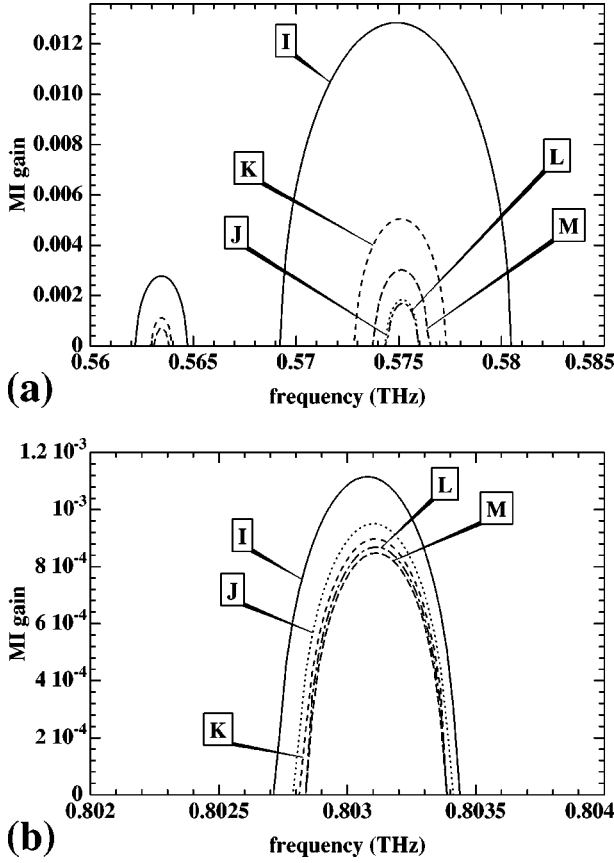 0.012
0.010
0.008
0.006
0.004
0.002
0
MI gain
I
K
L
J
M
0.56 0.565 0.57 0.575 0.58 0.585
(a) frequency (THz)
1.2 10-3
10-3
8 10-4
6 10-4
4 10-4
2 10-4
0
MI gain
L
M
I
J
K
0.802 0.8025 0.803 0.8035 0.804
(b) frequency (THz)